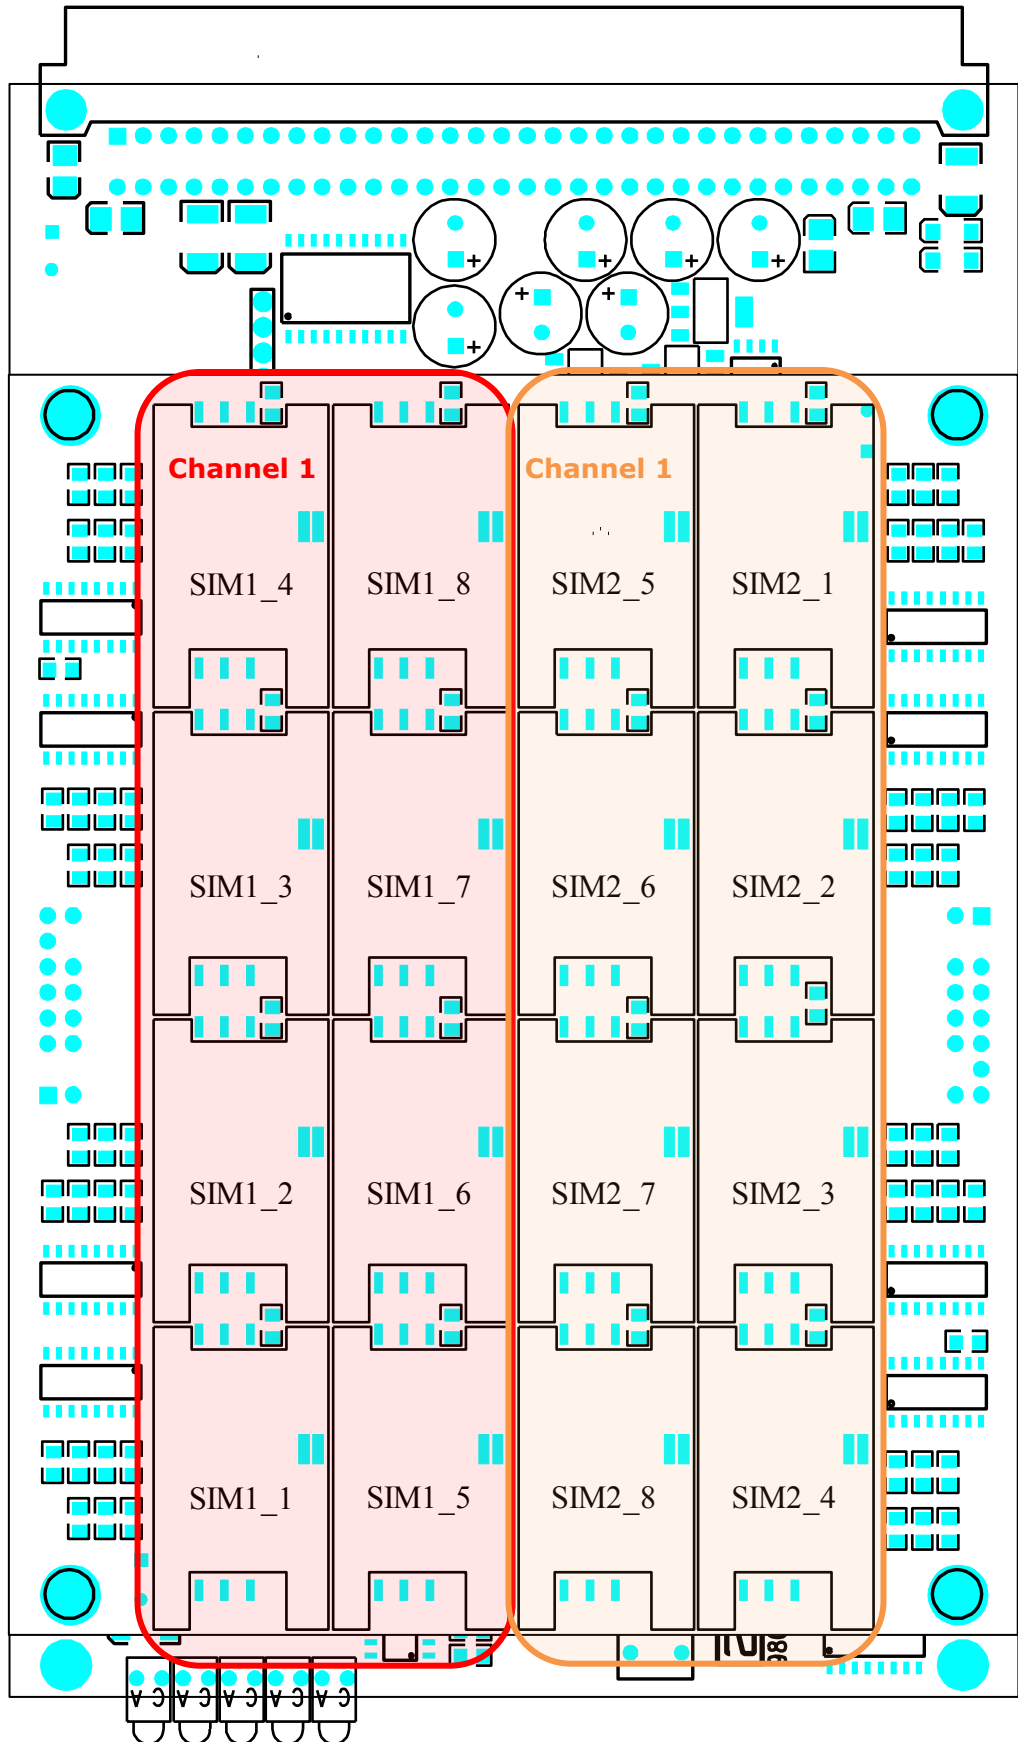 + + + +
+ + +
Channel 1 Channel 1
SIM1_4 SIM1_8 SIM2_5 SIM2_1
SIM1_3 SIM1_7 SIM2_6 SIM2_2
SIM1_2 SIM1_6 SIM2_7 SIM2_3
SIM1_1 SIM1_5 SIM2_8 SIM2_4
A C A C A C A C A C